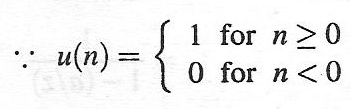 ∵ u(n) = { 1 for n ≥ 0
0 for n < 0